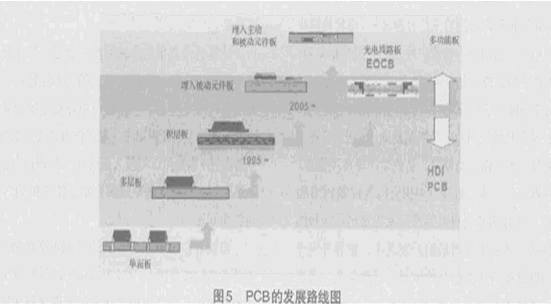 埋入主动
和被动元件板
光电线路板
EOCB
多功能板
埋入被动元件板
2005 -
积层板
1995 -
HDI
PCB
多层板
单面板
图5 PCB的发展路线图